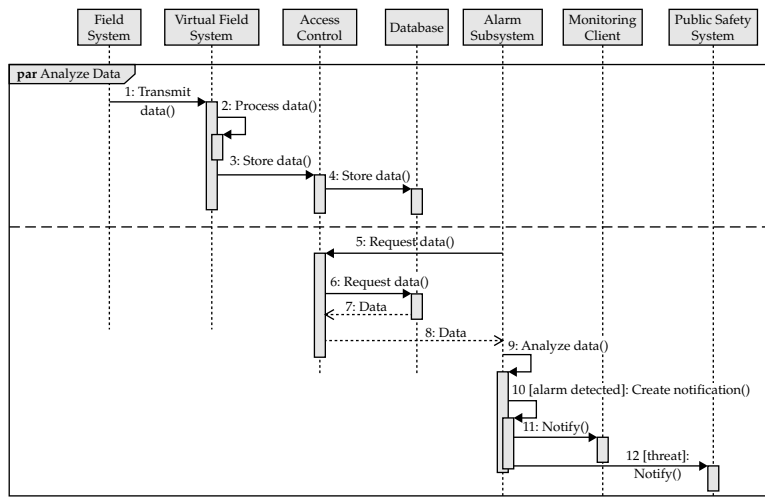 Field
System
Virtual Field
System
Access
Control
Database
Alarm
Subsystem
Monitoring
Client
Public Safety
System
par Analyze Data
1: Transmit
data()
2: Process data()
3: Store data()
4: Store data()
5: Request data()
6: Request data()
7: Data
8: Data
9: Analyze data()
10 [alarm detected]: Create notification()
11: Notify()
12 [threat]:
Notify()